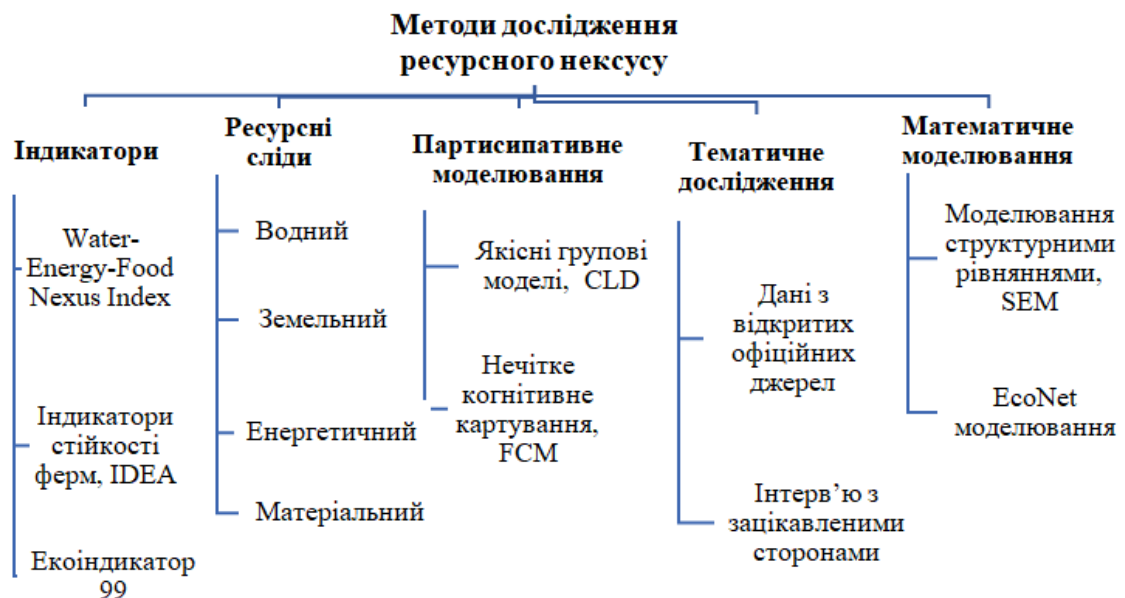 Методи дослідження
ресурсного нексусу
Індикатори
Water-
Energy-Food
Nexus Index
Індикатори
стійкості
ферм, IDEA
Екоіндикатор
99
Ресурсні
сліди
Водний
Земельний
Енергетичний
Матеріальний
Партисипативне
моделювання
Якісні групові
моделі, CLD
Нечітке
когнітивне
картування,
FCM
Тематичне
дослідження
Дані з
відкритих
офіційних
джерел
Інтерв’ю з
зацікавленими
сторонами
Математичне
моделювання
Моделювання
структурними
рівняннями,
SEM
EcoNet
моделювання